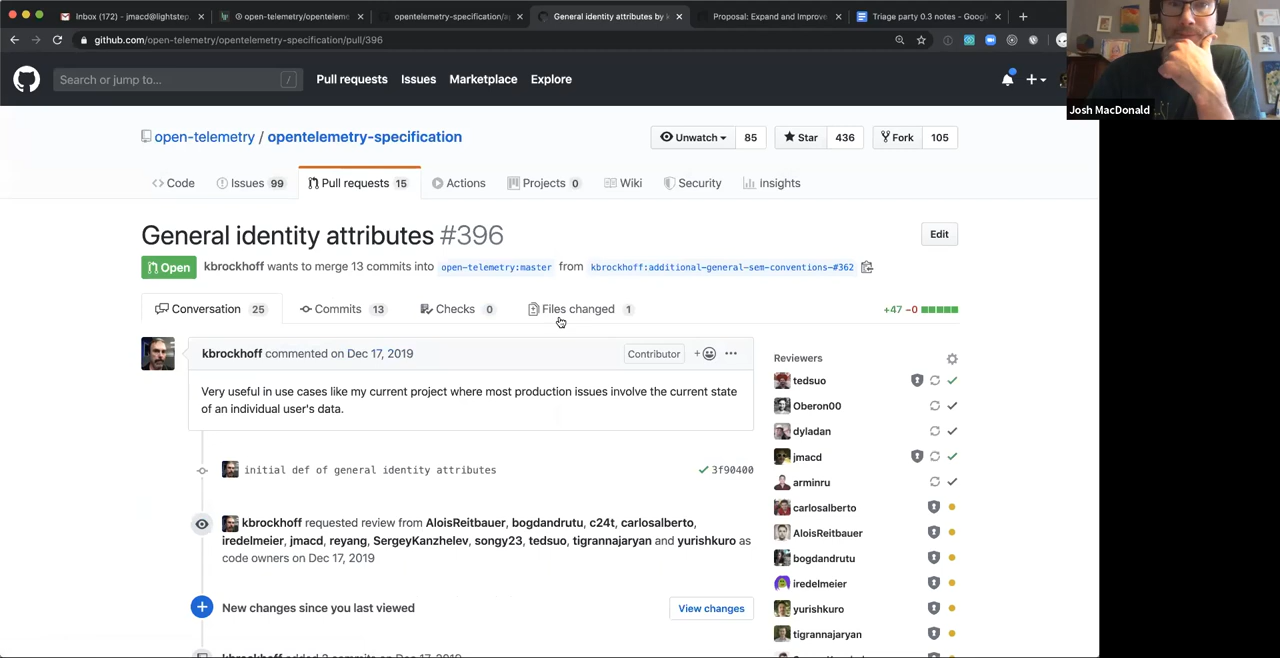 Inbox (172) - jmacd@lightstep
open-telemetry/openteleme
opentelemetry-specification/a
General identity attributes by k
Proposal: Expand and Improve
Triage party 0.3 notes - Googl
github.com/open-telemetry/opentelemetry-specification/pull/396
Josh MacDonald
Search or jump to...
/
Pull requests Issues Marketplace Explore
open-telemetry / opentelemetry-specification
Unwatch 85 Star 436 Fork 105
Code Issues 99 Pull requests 15 Actions Projects 0 Wiki Security Insights
General identity attributes #396
Edit
Open kbrockhoff wants to merge 13 commits into open-telemetry:master from kbrockhoff:additional-general-sem-conventions-#362
Conversation 25 Commits 13 Checks 0 Files changed 1 +47 −0
kbrockhoff commented on Dec 17, 2019 Contributor
Very useful in use cases like my current project where most production issues involve the current state
of an individual user's data.
initial def of general identity attributes 3f90400
kbrockhoff requested review from AloisReitbauer, bogdandrutu, c24t, carlosalberto,
iredelmeier, jmacd, reyang, SergeyKanzhelev, songy23, tedsuo, tigrannajaryan and yurishkuro as
code owners on Dec 17, 2019
New changes since you last viewed View changes
kbrockhoff added 2 commits on Dec 17, 2019
Reviewers
tedsuo
Oberon00
dyladan
jmacd
arminru
carlosalberto
AloisReitbauer
bogdandrutu
iredelmeier
yurishkuro
tigrannajaryan